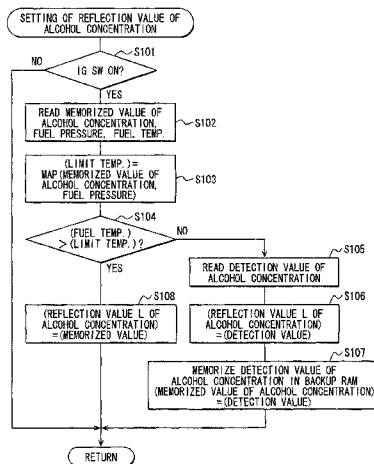 SETTING OF REFLECTION VALUE OF
ALCOHOL CONCENTRATION
S101
NO
IG SW ON?
YES
READ MEMORIZED VALUE OF
ALCOHOL CONCENTRATION,
FUEL PRESSURE, FUEL TEMP.
S102
(LIMIT TEMP.)=
MAP(MEMORIZED VALUE OF
ALCOHOL CONCENTRATION,
FUEL PRESSURE)
S103
S104
(FUEL TEMP.)
> (LIMIT TEMP.)?
NO
YES
S105
READ DETECTION VALUE OF
ALCOHOL CONCENTRATION
S108
(REFLECTION VALUE L OF
ALCOHOL CONCENTRATION)
=(MEMORIZED VALUE)
S106
(REFLECTION VALUE L OF
ALCOHOL CONCENTRATION)
=(DETECTION VALUE)
S107
MEMORIZE DETECTION VALUE OF
ALCOHOL CONCENTRATION IN BACKUP RAM
(MEMORIZED VALUE OF ALCOHOL CONCENTRATION)
=(DETECTION VALUE)
RETURN